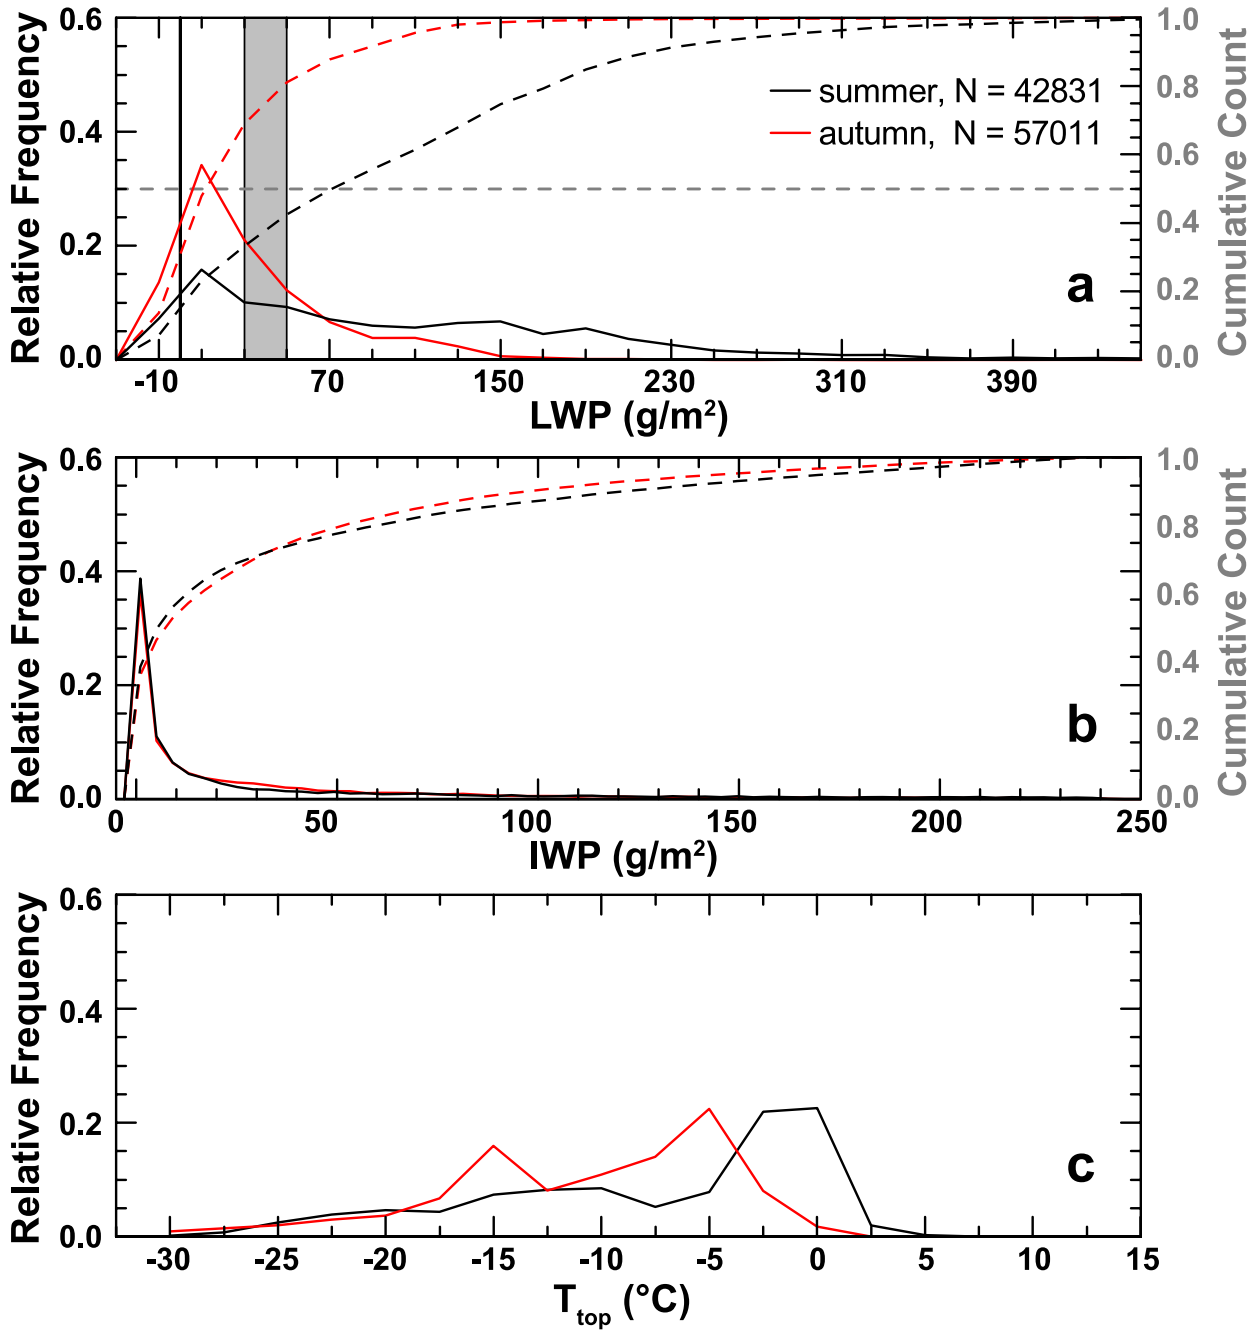 Relative Frequency
0.6
0.4
0.2
0.0
summer, N = 42831
autumn, N = 57011
a
1.0
0.8
0.6
0.4
0.2
0.0
Cumulative Count
-10 70 150 230 310 390
LWP (g/m²)
Relative Frequency
0.6
0.4
0.2
0.0
b
1.0
0.8
0.6
0.4
0.2
0.0
Cumulative Count
0 50 100 150 200 250
IWP (g/m²)
Relative Frequency
0.6
0.4
0.2
0.0
c
-30 -25 -20 -15 -10 -5 0 5 10 15
T_top (°C)